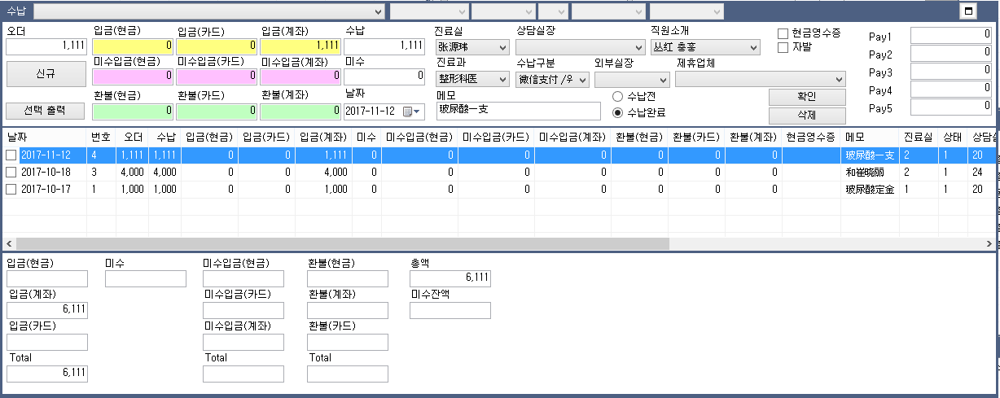 수납
오더 입금(현금) 입금(카드) 입금(계좌) 수납 진료실 상담실장 직원소개 현금영수증 Pay1 0
1,111 0 0 1,111 1,111 张源玮 丛红 총홍 자발 Pay2 0
신규 미수입금(현금) 미수입금(카드) 미수입금(계좌) 미수 진료과 수납구분 외부실장 제휴업체 Pay3 0
0 0 0 0 整形科医 微信支付 /우 Pay4 0
선택 출력 환불(현금) 환불(카드) 환불(계좌) 날짜 메모 수납전 확인 Pay5 0
0 0 0 2017-11-12 玻尿酸一支 수납완료 삭제
날짜 번호 오더 수납 입금(현금) 입금(카드) 입금(계좌) 미수 미수입금(현금) 미수입금(카드) 미수입금(계좌) 환불(현금) 환불(카드) 환불(계좌) 현금영수증 메모 진료실 상태 상담실
2017-11-12 4 1,111 1,111 0 0 1,111 0 0 0 0 0 0 0 玻尿酸一支 2 1 20
2017-10-18 3 4,000 4,000 0 0 4,000 0 0 0 0 0 0 0 和崔晓丽 2 1 24
2017-10-17 1 1,000 1,000 0 0 1,000 0 0 0 0 0 0 0 玻尿酸定金 1 1 20
입금(현금) 미수 미수입금(현금) 환불(현금) 총액
6,111
입금(계좌) 미수입금(카드) 환불(계좌) 미수잔액
6,111
입금(카드) 미수입금(계좌) 환불(카드)
Total Total Total
6,111